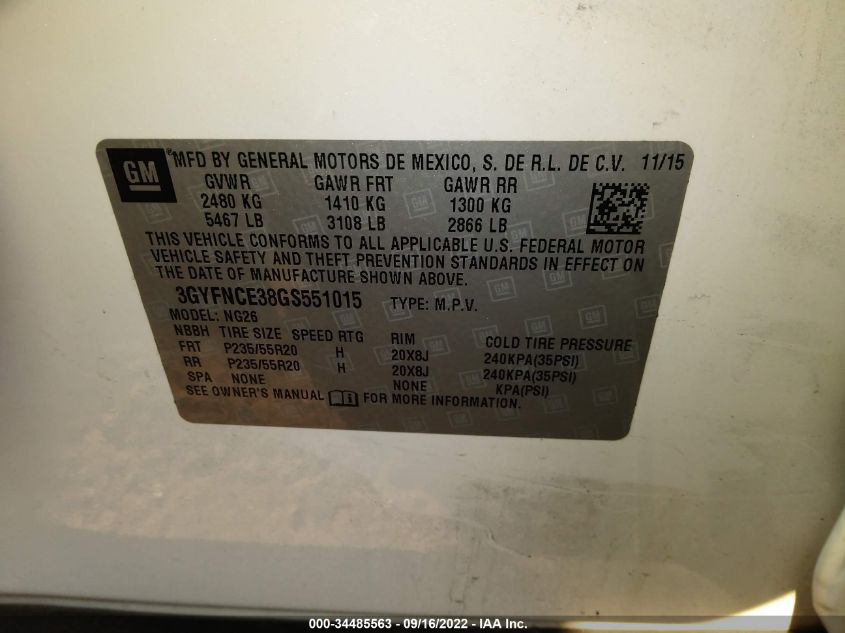 GM ® MFD BY GENERAL MOTORS DE MEXICO, S. DE R.L. DE C.V. 11/15
GVWR GAWR FRT GAWR RR
2480 KG 1410 KG 1300 KG
5467 LB 3108 LB 2866 LB
THIS VEHICLE CONFORMS TO ALL APPLICABLE U.S. FEDERAL MOTOR
VEHICLE SAFETY AND THEFT PREVENTION STANDARDS IN EFFECT ON
THE DATE OF MANUFACTURE SHOWN ABOVE.
3GYFNCE38GS551015 TYPE: M.P.V.
MODEL: NG26
NBBH TIRE SIZE SPEED RTG RIM COLD TIRE PRESSURE
FRT P235/55R20 H 20X8J 240KPA(35PSI)
RR P235/55R20 H 20X8J 240KPA(35PSI)
SPA NONE NONE KPA(PSI)
SEE OWNER'S MANUAL FOR MORE INFORMATION.
000-34485563 - 09/16/2022 - IAA Inc.